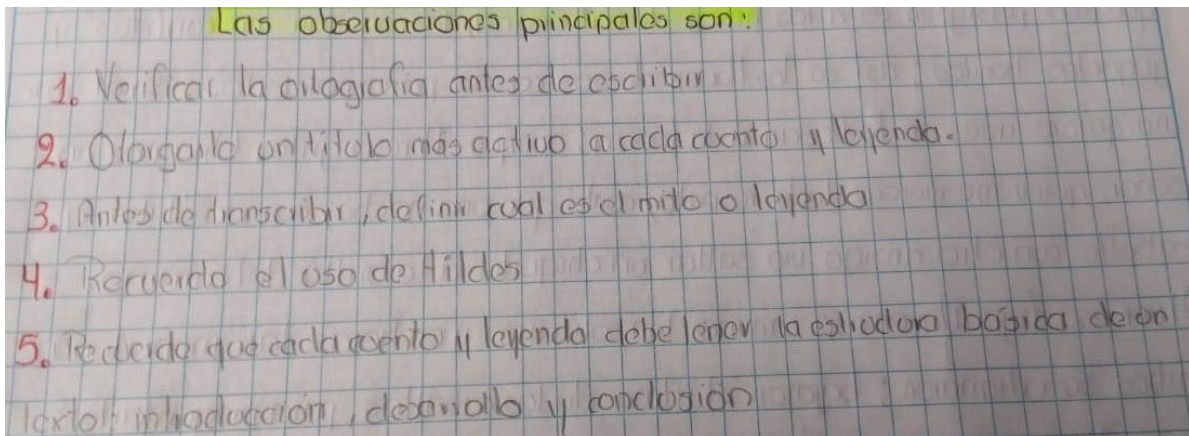 Las observaciones principales son:
1. Verificar la ortografía antes de escribir
2. Otorgarle un titulo más activo a cada cuento y leyenda.
3. Antes de transcribir, definir cual es el mito o leyenda
4. Recuerda el uso de tildes
5. Recuerda que cada cuento y leyenda debe tener la estructura básica de un
texto: introducción, desarrollo y conclusión